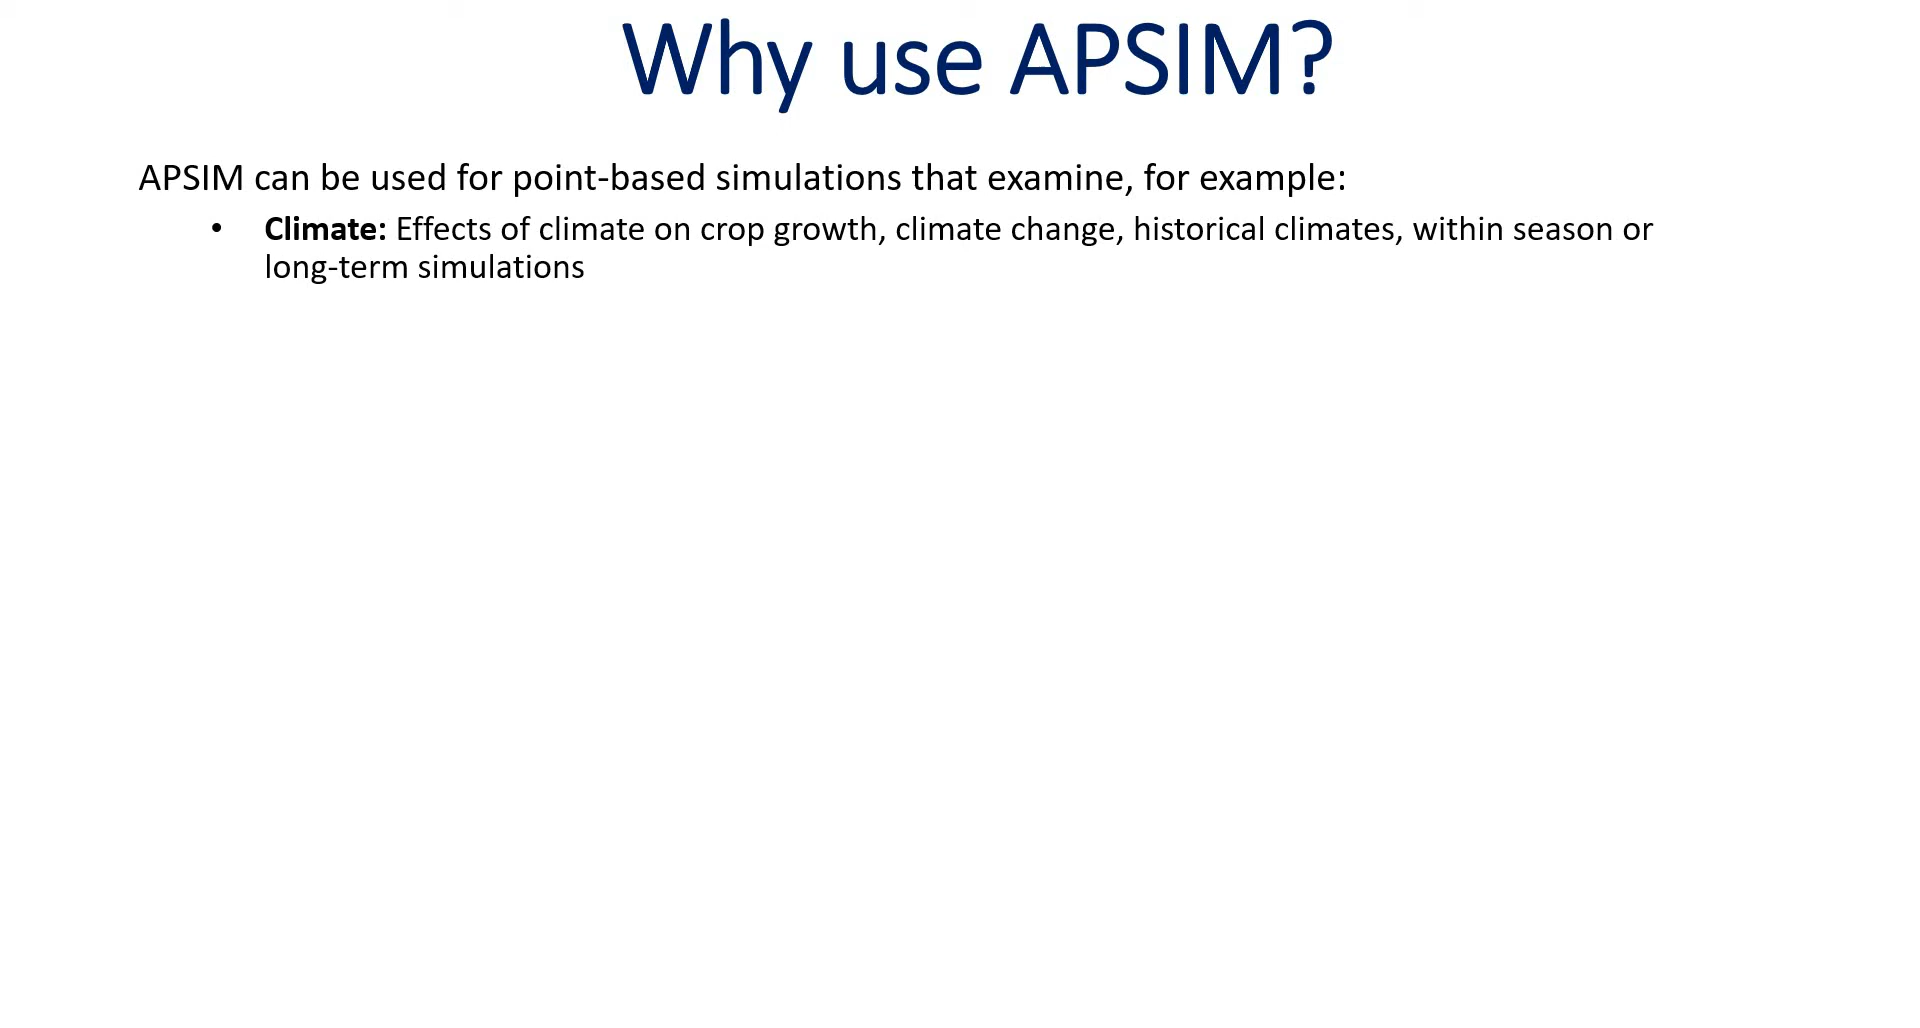 Why use APSIM?
APSIM can be used for point-based simulations that examine, for example:
• Climate: Effects of climate on crop growth, climate change, historical climates, within season or
long-term simulations